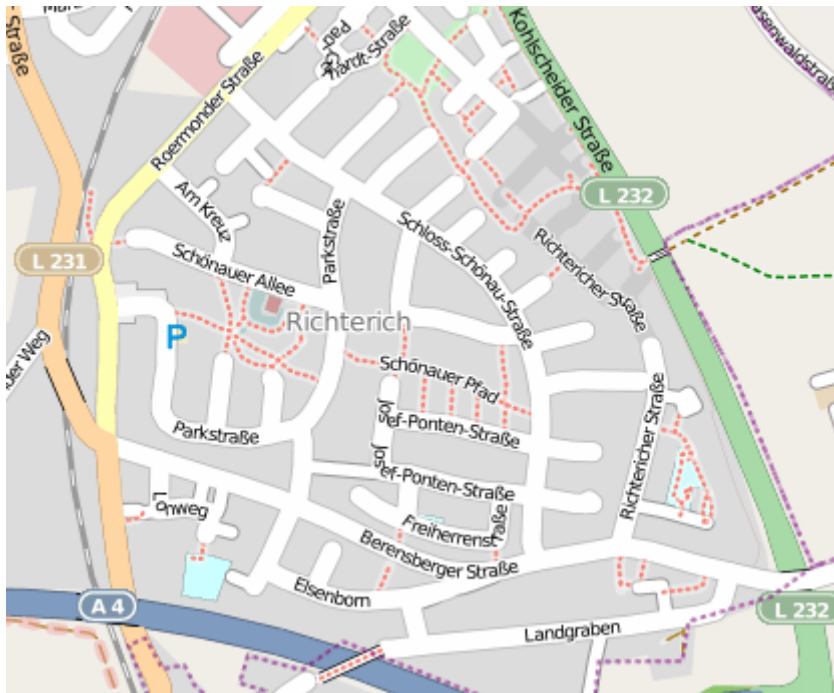 Straße
Pad
hardt-Straße
Kohlscheider Straße
Roermonder Straße
Am Kreuz
Parkstraße
L 232
Schloss-Schönau-Straße
L 231
Schönauer Allee
Richtericher Straße
Richterich
P
Schönauer Pfad
Parkstraße
Josef-Ponten-Straße
Richtericher Straße
Josef-Ponten-Straße
Lonweg
Freiherrenstraße
Berensberger Straße
Elsenborn
A 4
L 232
Landgraben